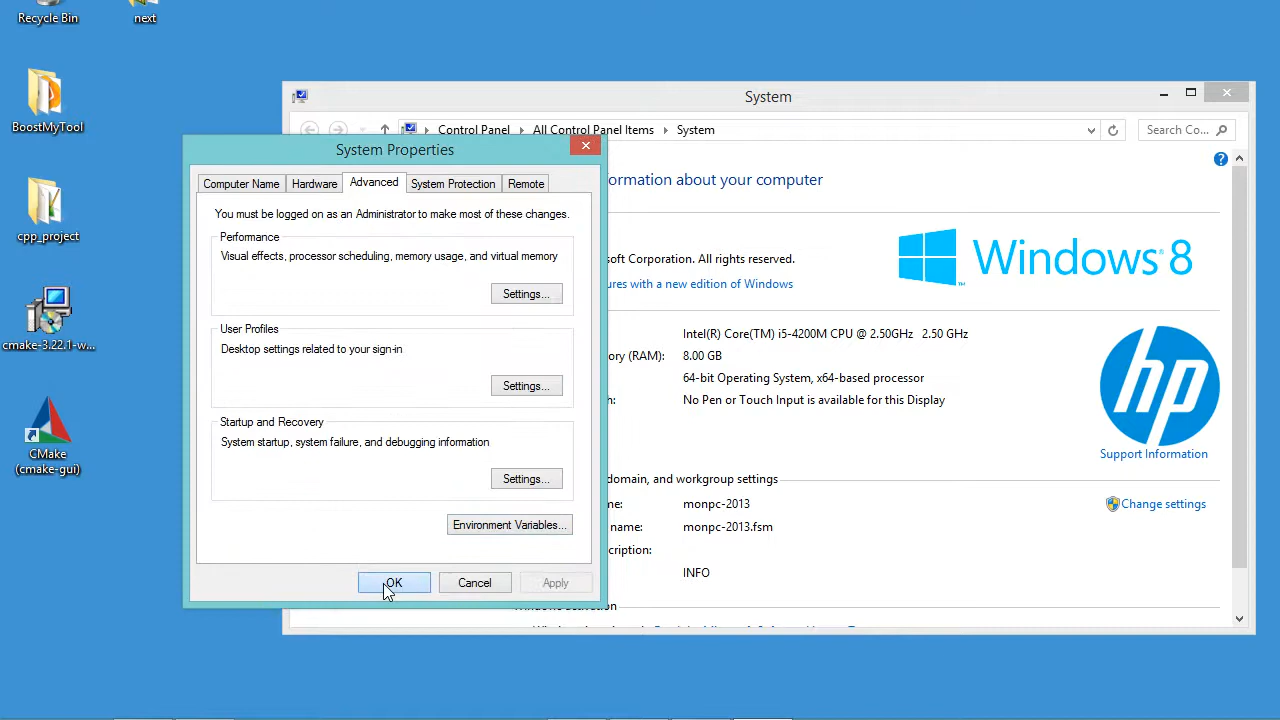 Recycle Bin
next
BoostMyTool
cpp_project
cmake-3.22.1-w...
CMake
(cmake-gui)
System
Control Panel
All Control Panel Items
System
Search Co...
System Properties
Computer Name
Hardware
Advanced
System Protection
Remote
You must be logged on as an Administrator to make most of these changes.
Performance
Visual effects, processor scheduling, memory usage, and virtual memory
Settings...
User Profiles
Desktop settings related to your sign-in
Settings...
Startup and Recovery
System startup, system failure, and debugging information
Settings...
Environment Variables...
OK
Cancel
Apply
information about your computer
Corporation. All rights reserved.
with a new edition of Windows
Windows 8
Intel(R) Core(TM) i5-4200M CPU @ 2.50GHz 2.50 GHz
(RAM):
8.00 GB
64-bit Operating System, x64-based processor
No Pen or Touch Input is available for this Display
hp
Support Information
domain, and workgroup settings
monpc-2013
Change settings
name:
monpc-2013.fsm
INFO